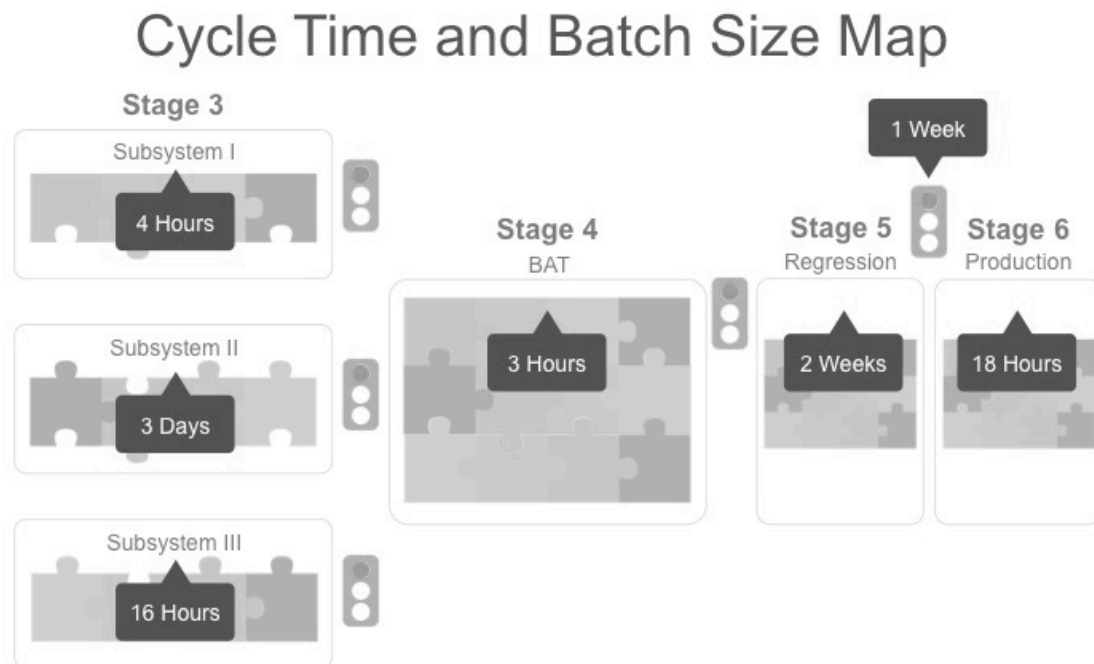 Cycle Time and Batch Size Map
Stage 3
Subsystem I
4 Hours
Subsystem II
3 Days
Subsystem III
16 Hours
Stage 4
BAT
3 Hours
1 Week
Stage 5
Regression
2 Weeks
Stage 6
Production
18 Hours